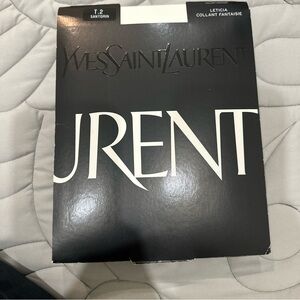 T.2
SANTORIN
LETICIA
COLLANT FANTAISIE
YVESSAINTLAURENT
URENT